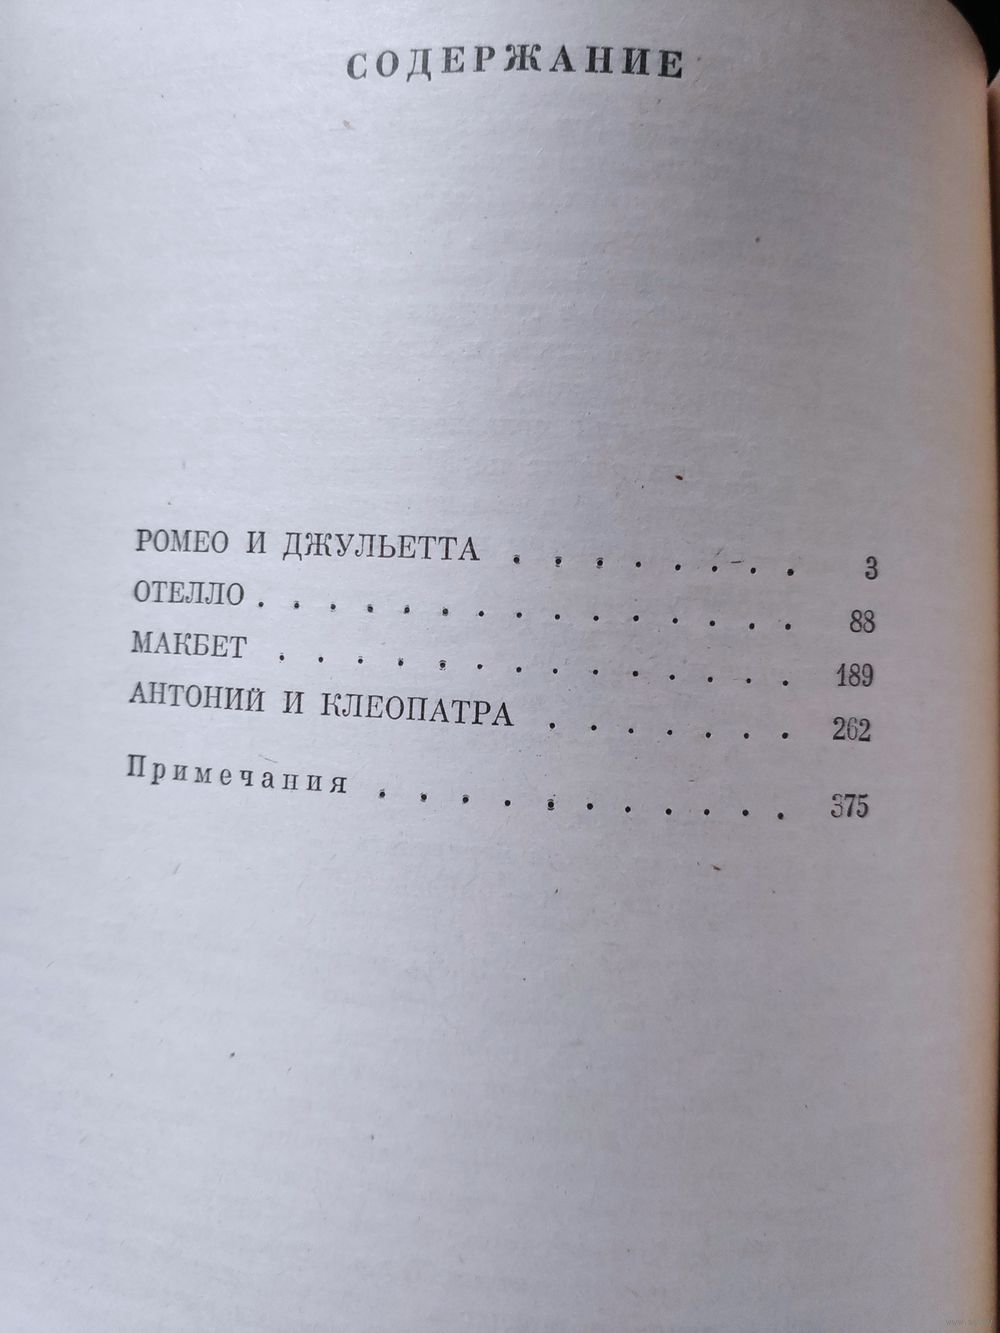 СОДЕРЖАНИЕ
РОМЕО И ДЖУЛЬЕТТА . . . . . . . . 3
ОТЕЛЛО . . . . . . . . . . . . . . . 88
МАКБЕТ . . . . . . . . . . . . . . 189
АНТОНИЙ И КЛЕОПАТРА . . . . . . . 262
Примечания . . . . . . . . . . . 375